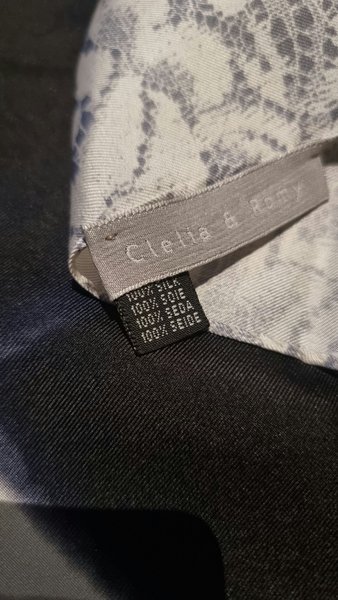 Clelia & Romy
100% SILK
100% SOIE
100% SEDA
100% SEIDE